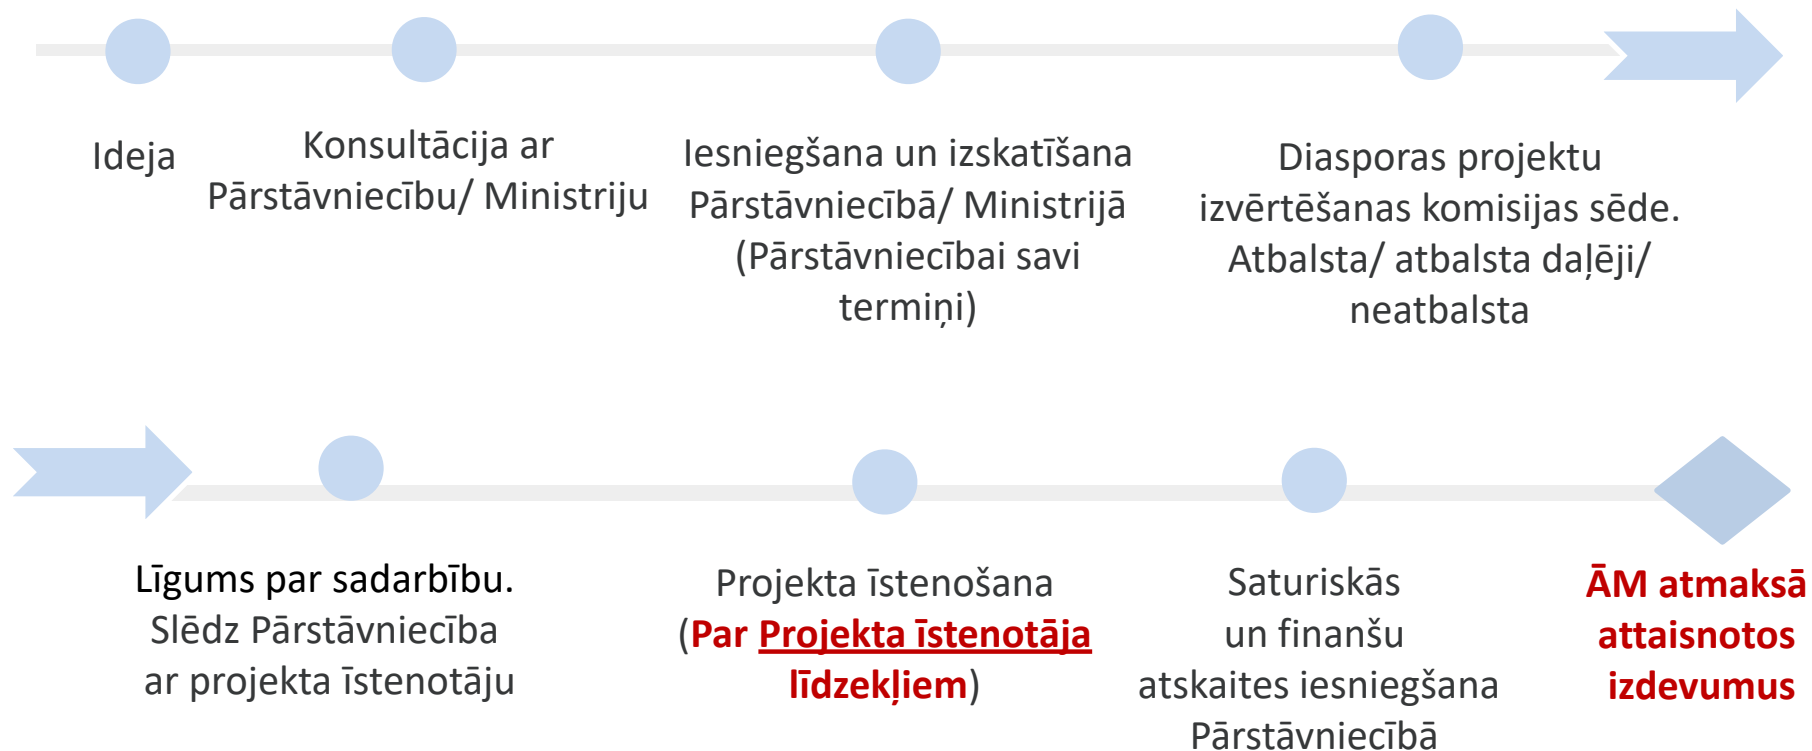 Ideja
Konsultācija ar
Pārstāvniecību/ Ministriju
Iesniegšana un izskatīšana
Pārstāvniecībā/ Ministrijā
(Pārstāvniecībai savi
termiņi)
Diasporas projektu
izvērtēšanas komisijas sēde.
Atbalsta/ atbalsta daļēji/
neatbalsta
Līgums par sadarbību.
Slēdz Pārstāvniecība
ar projekta īstenotāju
Projekta īstenošana
(Par Projekta īstenotāja
līdzekļiem)
Saturiskās
un finanšu
atskaites iesniegšana
Pārstāvniecībā
ĀM atmaksā
attaisnotos
izdevumus